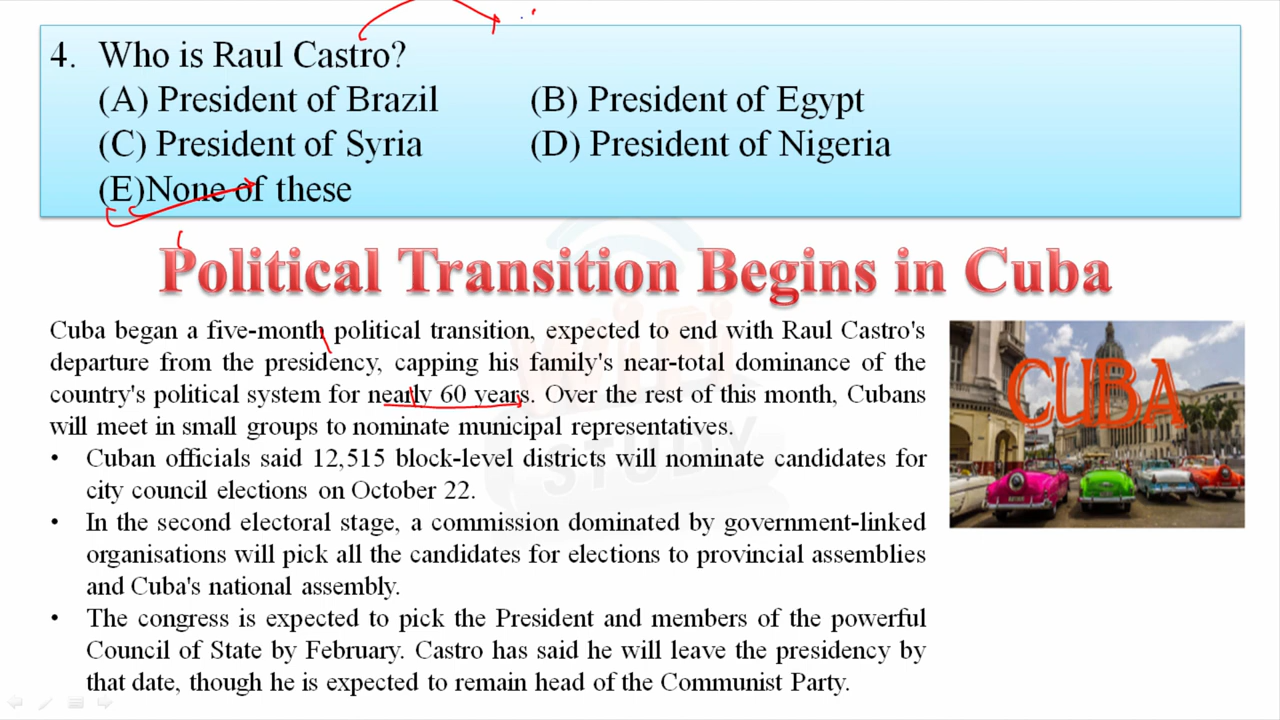 4. Who is Raul Castro?
(A) President of Brazil (B) President of Egypt
(C) President of Syria (D) President of Nigeria
(E)None of these
Political Transition Begins in Cuba
Cuba began a five-month political transition, expected to end with Raul Castro's
departure from the presidency, capping his family's near-total dominance of the
country's political system for nearly 60 years. Over the rest of this month, Cubans
will meet in small groups to nominate municipal representatives.
• Cuban officials said 12,515 block-level districts will nominate candidates for
city council elections on October 22.
• In the second electoral stage, a commission dominated by government-linked
organisations will pick all the candidates for elections to provincial assemblies
and Cuba's national assembly.
• The congress is expected to pick the President and members of the powerful
Council of State by February. Castro has said he will leave the presidency by
that date, though he is expected to remain head of the Communist Party.
CUBA
WiFi
STUDY